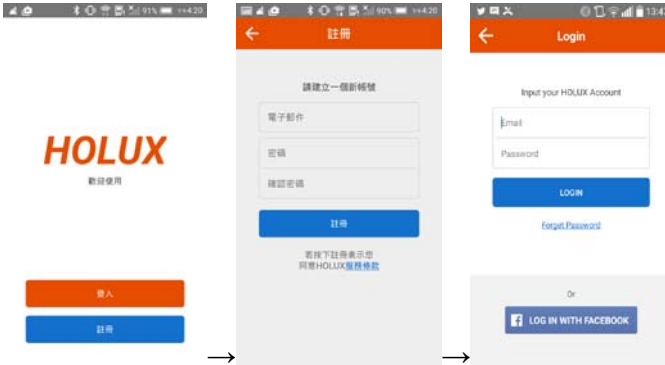 91%
HOLUX
歡迎使用
登入
註冊
→
90%
註冊
請建立一個新帳號
電子郵件
密碼
確認密碼
註冊
若按下註冊表示您
同意HOLUX服務條款
→
Login
Input your HOLUX Account
Email
Password
LOGIN
Forget Password
Or
LOG IN WITH FACEBOOK